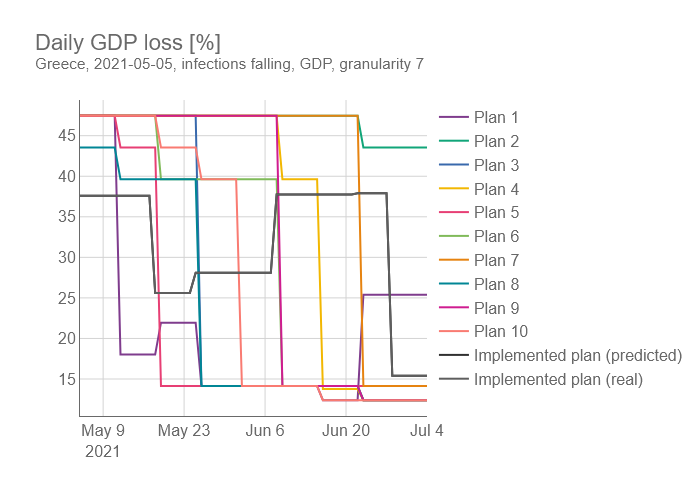 Daily GDP loss [%]
Greece, 2021-05-05, infections falling, GDP, granularity 7
45
40
35
30
25
20
15
May 9
2021
May 23
Jun 6
Jun 20
Jul 4
Plan 1
Plan 2
Plan 3
Plan 4
Plan 5
Plan 6
Plan 7
Plan 8
Plan 9
Plan 10
Implemented plan (predicted)
Implemented plan (real)